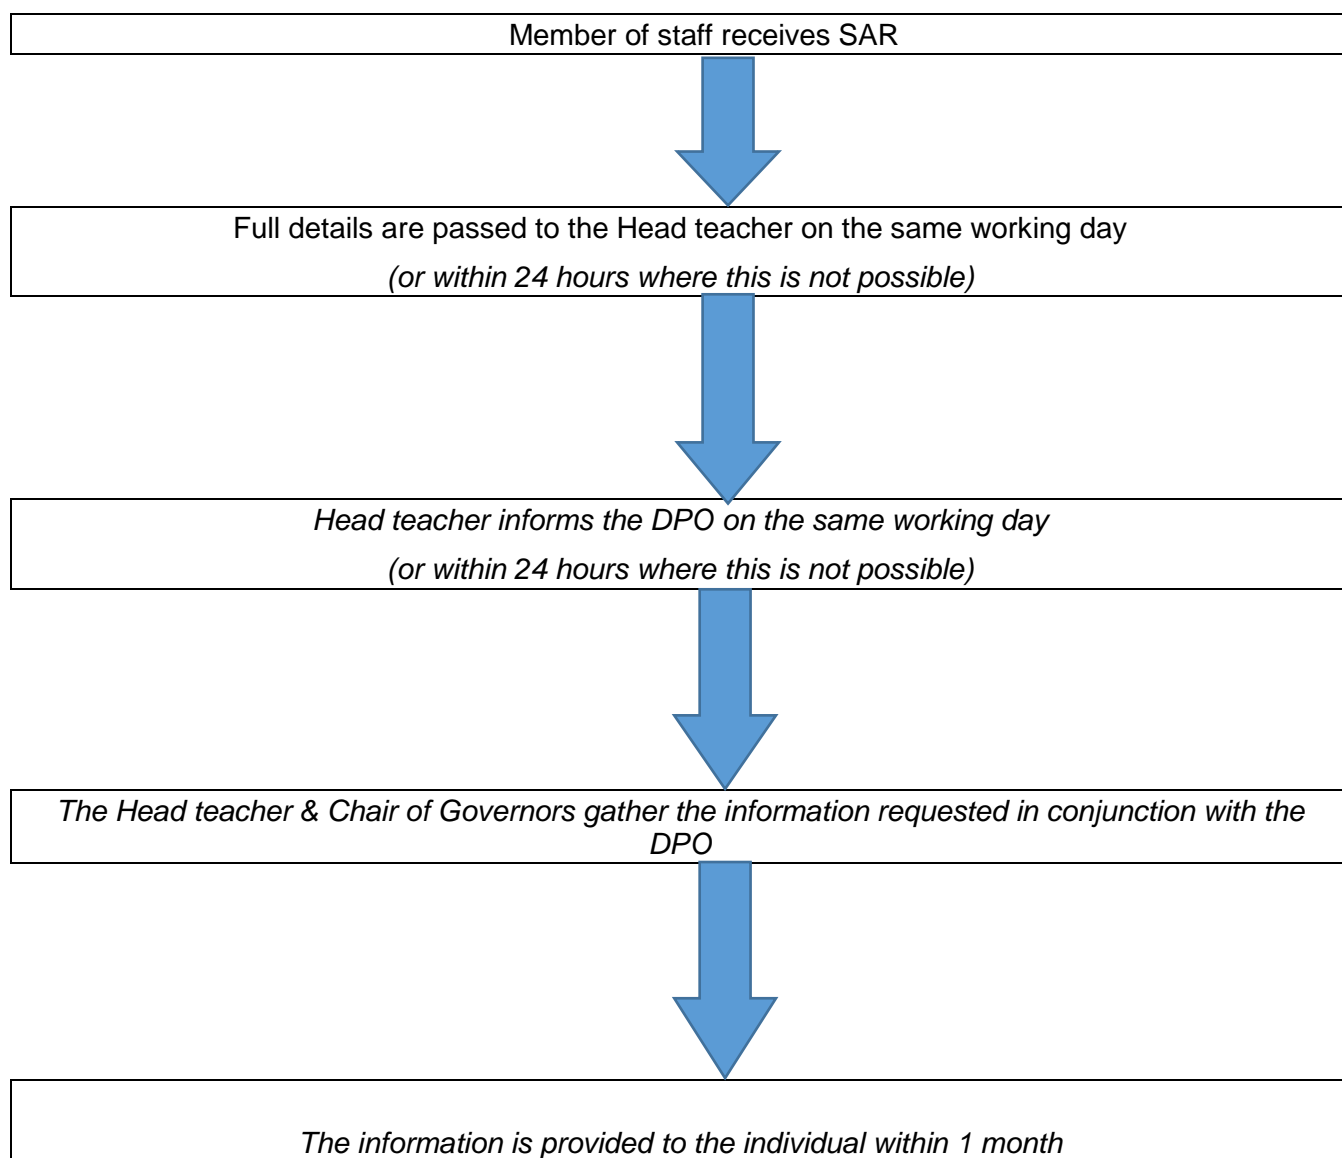 Member of staff receives SAR
Full details are passed to the Head teacher on the same working day
(or within 24 hours where this is not possible)
Head teacher informs the DPO on the same working day
(or within 24 hours where this is not possible)
The Head teacher & Chair of Governors gather the information requested in conjunction with the
DPO
The information is provided to the individual within 1 month